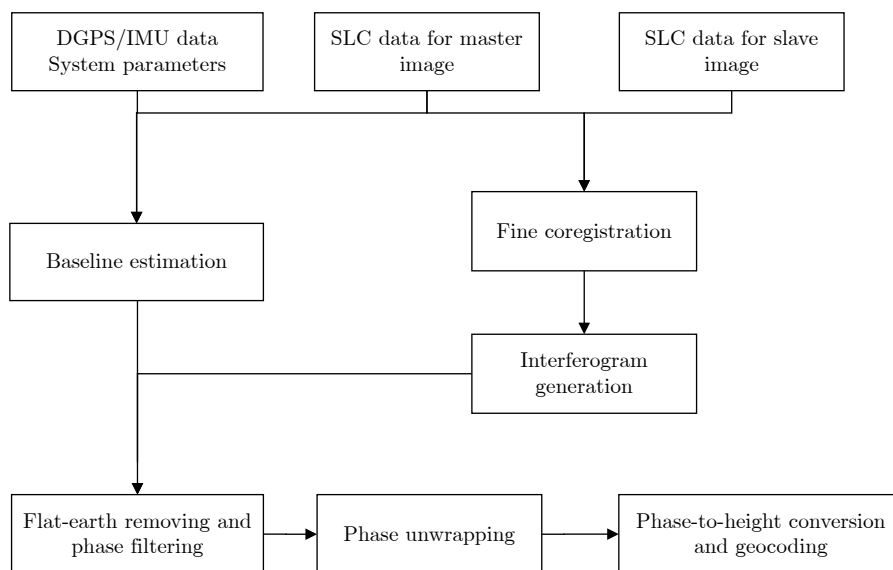 DGPS/IMU data
System parameters
SLC data for master
image
SLC data for slave
image
Baseline estimation
Fine coregistration
Interferogram
generation
Flat-earth removing and
phase filtering
Phase unwrapping
Phase-to-height conversion
and geocoding